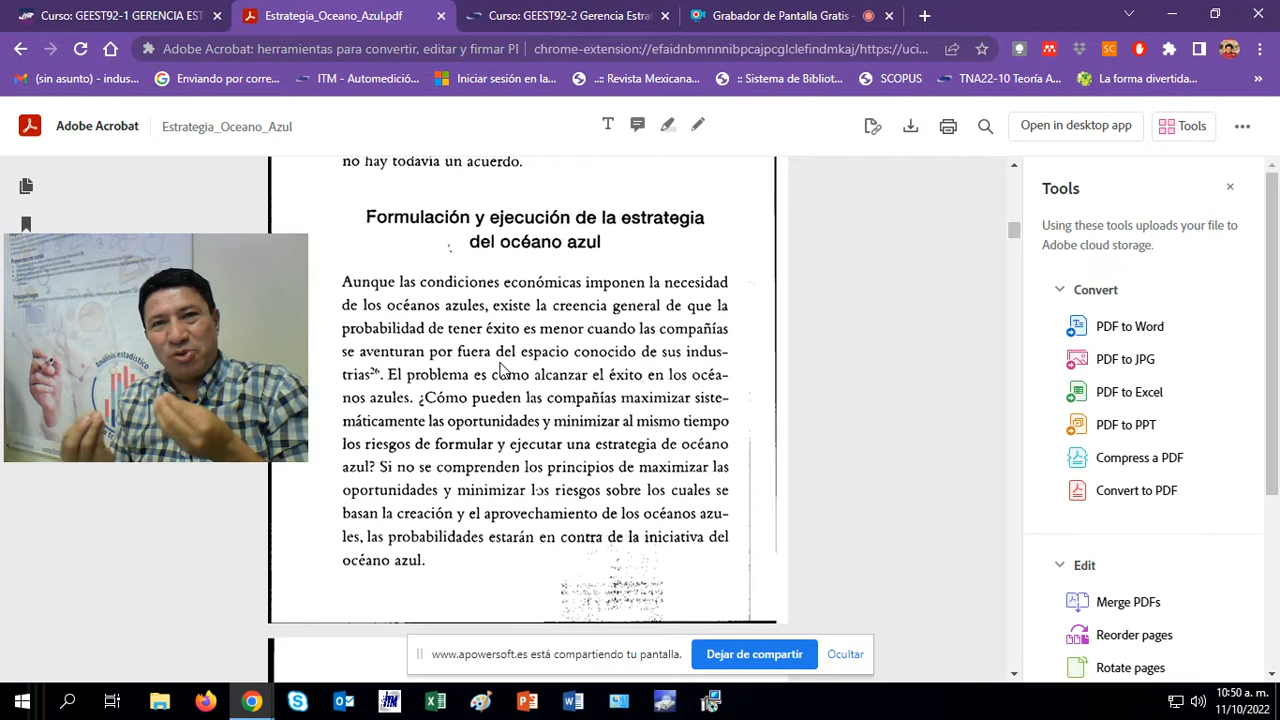 Curso: GEEST92-1 GERENCIA EST
Estrategia_Oceano_Azul.pdf
Curso: GEEST92-2 Gerencia Estra
Grabador de Pantalla Gratis -
Adobe Acrobat: herramientas para convertir, editar y firmar PI
chrome-extension://efaidnbmnnnibpcajpcglclefindmkaj/https://uci
(sin asunto) - indus...
Enviando por corre...
ITM - Automedició...
Iniciar sesión en la...
..:: Revista Mexicana...
:: Sistema de Bibliot...
SCOPUS
TNA22-10 Teoría A...
La forma divertida...
Adobe Acrobat
Estrategia_Oceano_Azul
Open in desktop app
Tools
no hay todavía un acuerdo.
Formulación y ejecución de la estrategia
del océano azul
Aunque las condiciones económicas imponen la necesidad
de los océanos azules, existe la creencia general de que la
probabilidad de tener éxito es menor cuando las compañías
se aventuran por fuera del espacio conocido de sus indus-
trias26. El problema es cómo alcanzar el éxito en los océa-
nos azules. ¿Cómo pueden las compañías maximizar siste-
máticamente las oportunidades y minimizar al mismo tiempo
los riesgos de formular y ejecutar una estrategia de océano
azul? Si no se comprenden los principios de maximizar las
oportunidades y minimizar los riesgos sobre los cuales se
basan la creación y el aprovechamiento de los océanos azu-
les, las probabilidades estarán en contra de la iniciativa del
océano azul.
Análisis estadístico
Tools
Using these tools uploads your file to
Adobe cloud storage.
Convert
PDF to Word
PDF to JPG
PDF to Excel
PDF to PPT
Compress a PDF
Convert to PDF
Edit
Merge PDFs
Reorder pages
Rotate pages
www.apowersoft.es está compartiendo tu pantalla.
Dejar de compartir
Ocultar
10:50 a. m.
11/10/2022